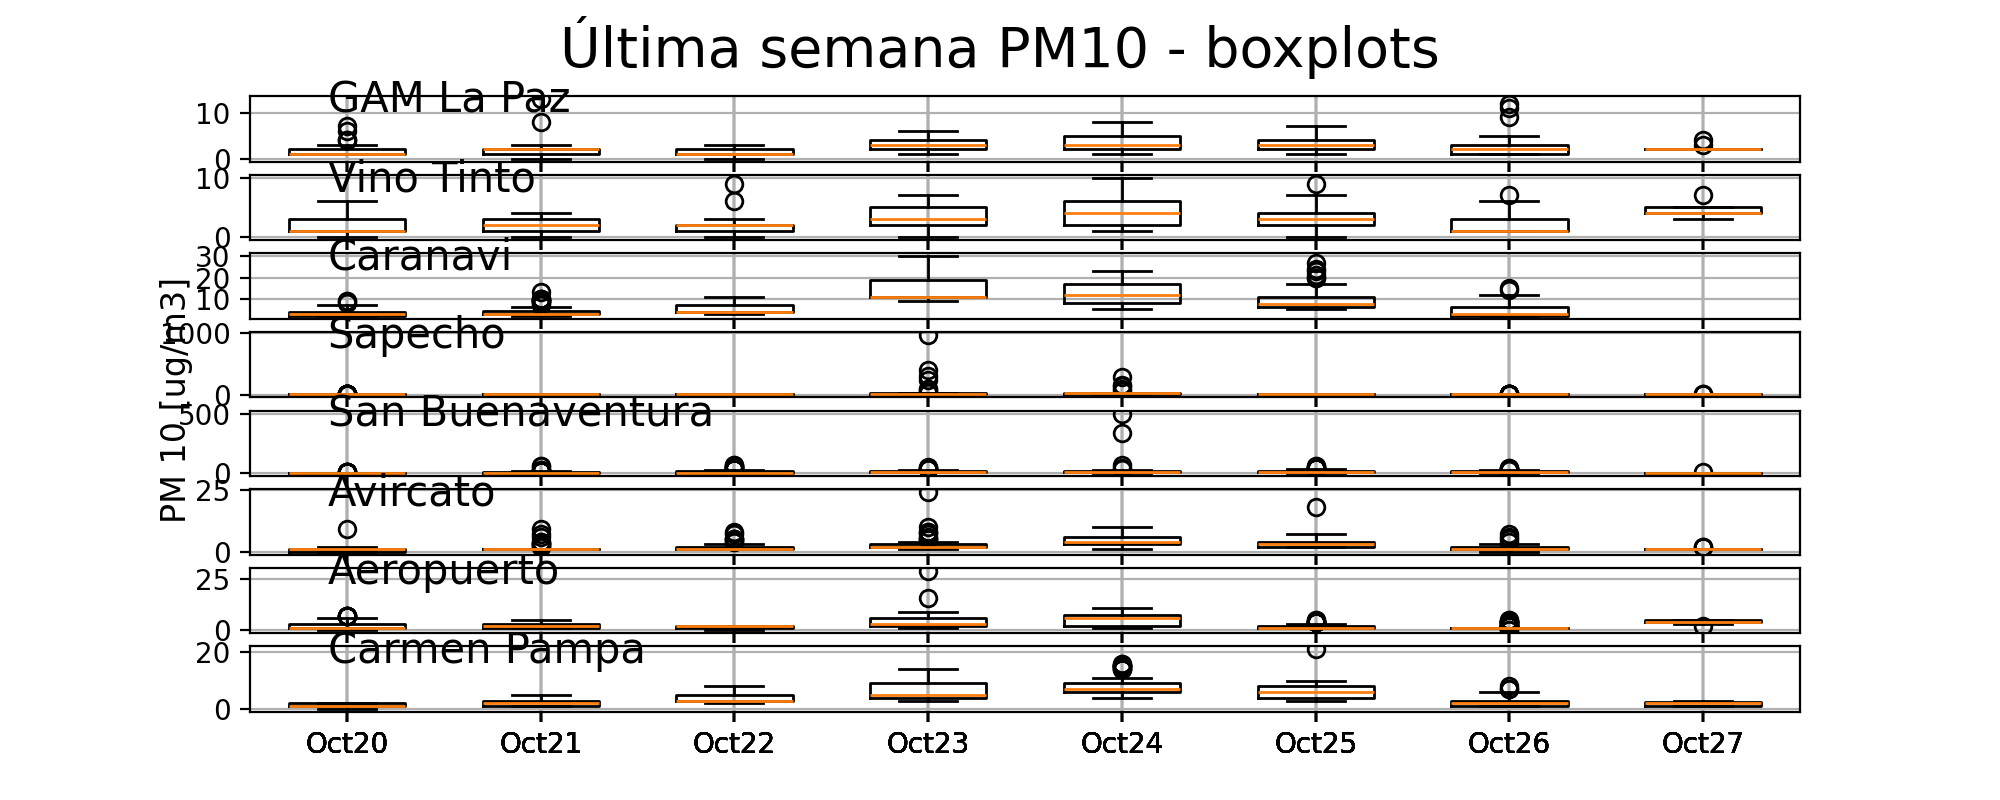 Última semana PM10 - boxplots
GAM La Paz
10
0
Vino Tinto
10
0
Caranavi
30
20
10
Sapecho
1000
0
San Buenaventura
500
0
Avircato
25
0
Aeropuerto
25
0
Carmen Pampa
20
0
PM 10 [ug/m3]
Oct20 Oct21 Oct22 Oct23 Oct24 Oct25 Oct26 Oct27